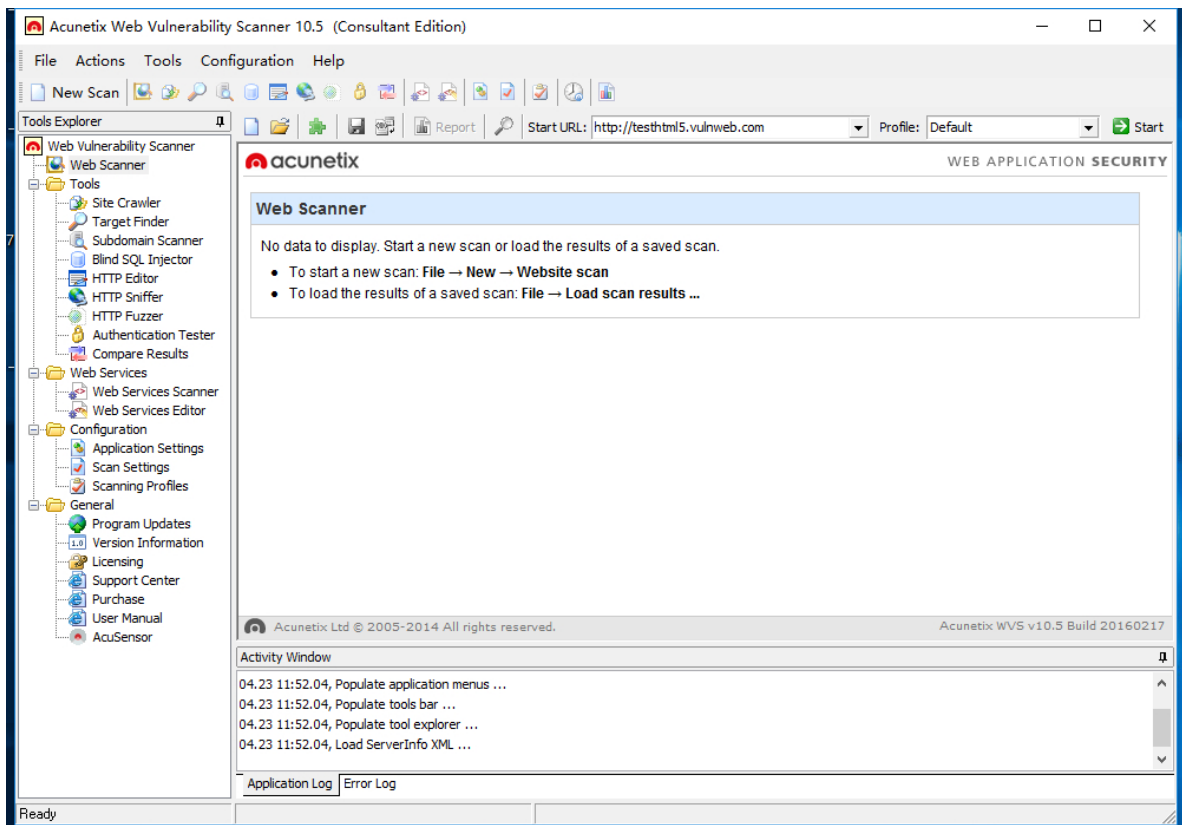 Acunetix Web Vulnerability Scanner 10.5 (Consultant Edition)
File Actions Tools Configuration Help
New Scan
Tools Explorer
Report Start URL: http://testhtml5.vulnweb.com Profile: Default Start
Web Vulnerability Scanner
Web Scanner
Tools
Site Crawler
Target Finder
Subdomain Scanner
Blind SQL Injector
HTTP Editor
HTTP Sniffer
HTTP Fuzzer
Authentication Tester
Compare Results
Web Services
Web Services Scanner
Web Services Editor
Configuration
Application Settings
Scan Settings
Scanning Profiles
General
Program Updates
1.0 Version Information
Licensing
Support Center
Purchase
User Manual
AcuSensor
acunetix WEB APPLICATION SECURITY
Web Scanner
No data to display. Start a new scan or load the results of a saved scan.
• To start a new scan: File → New → Website scan
• To load the results of a saved scan: File → Load scan results ...
Acunetix Ltd © 2005-2014 All rights reserved. Acunetix WVS v10.5 Build 20160217
Activity Window
04.23 11:52.04, Populate application menus ...
04.23 11:52.04, Populate tools bar ...
04.23 11:52.04, Populate tool explorer ...
04.23 11:52.04, Load ServerInfo XML ...
Application Log Error Log
Ready
7